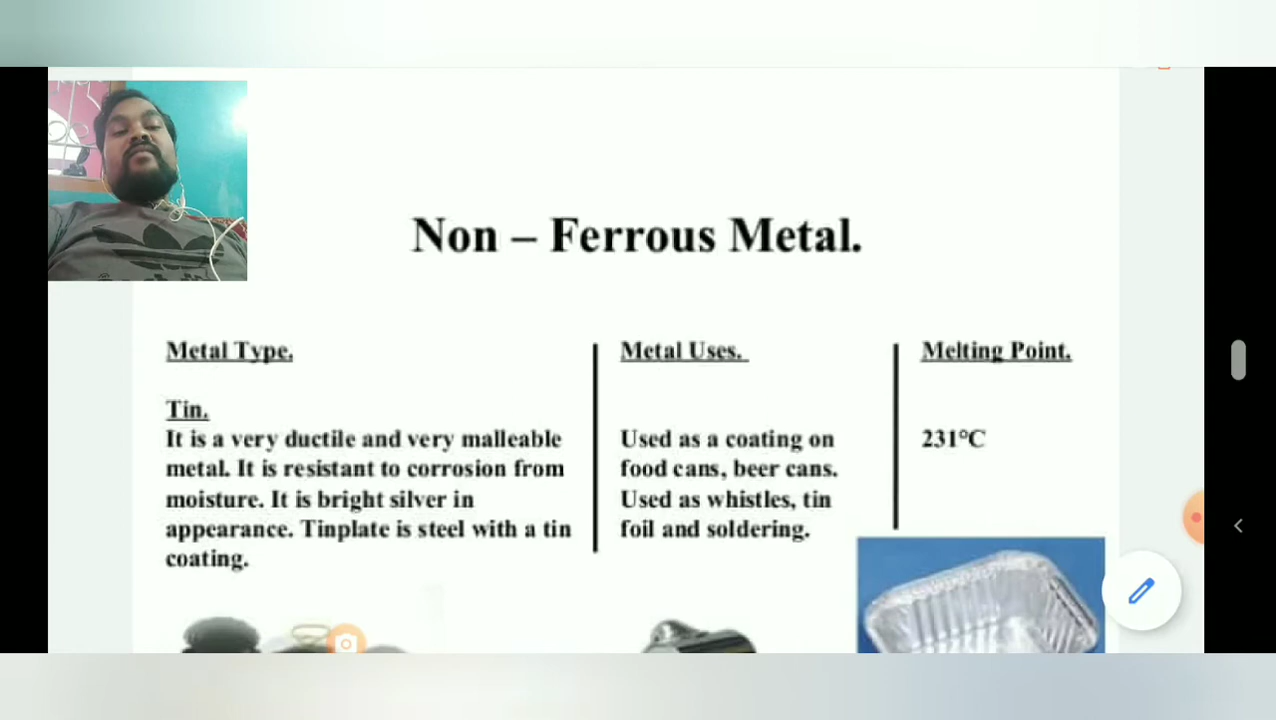 Non – Ferrous Metal.
Metal Type.
Metal Uses.
Melting Point.
Tin.
It is a very ductile and very malleable
metal. It is resistant to corrosion from
moisture. It is bright silver in
appearance. Tinplate is steel with a tin
coating.
Used as a coating on
food cans, beer cans.
Used as whistles, tin
foil and soldering.
231°C